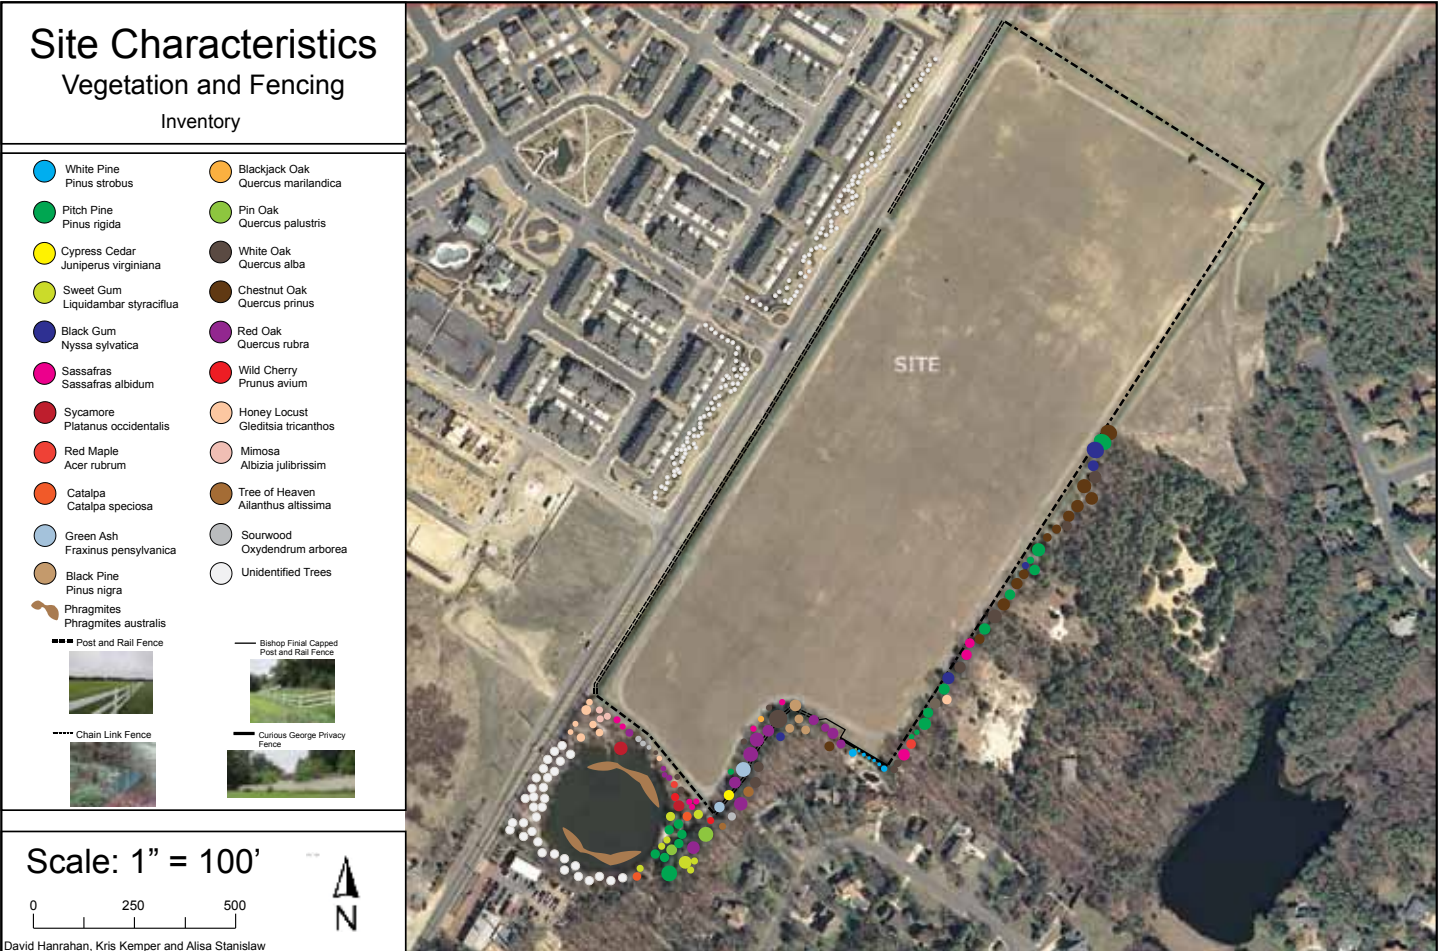 Site Characteristics
Vegetation and Fencing
Inventory
White Pine
Pinus strobus
Pitch Pine
Pinus rigida
Cypress Cedar
Juniperus virginiana
Sweet Gum
Liquidambar styraciflua
Black Gum
Nyssa sylvatica
Sassafras
Sassafras albidum
Sycamore
Platanus occidentalis
Red Maple
Acer rubrum
Catalpa
Catalpa speciosa
Green Ash
Fraxinus pensylvanica
Black Pine
Pinus nigra
Phragmites
Phragmites australis
Blackjack Oak
Quercus marilandica
Pin Oak
Quercus palustris
White Oak
Quercus alba
Chestnut Oak
Quercus prinus
Red Oak
Quercus rubra
Wild Cherry
Prunus avium
Honey Locust
Gleditsia tricanthos
Mimosa
Albizia julibrissim
Tree of Heaven
Ailanthus altissima
Sourwood
Oxydendrum arborea
Unidentified Trees
Post and Rail Fence
Bishop Finial Capped
Post and Rail Fence
Chain Link Fence
Curious George Privacy
Fence
Scale: 1” = 100’
0 250 500
N
David Hanrahan, Kris Kemper and Alisa Stanislaw
SITE